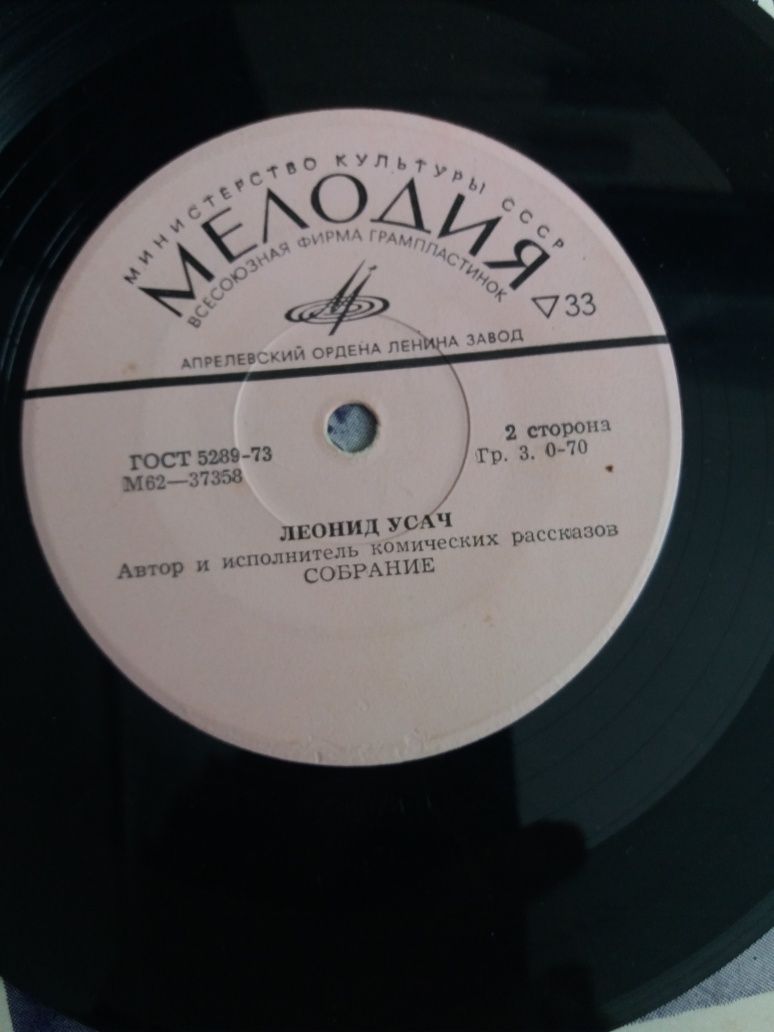 МИНИСТЕРСТВО КУЛЬТУРЫ СССР
МЕЛОДИЯ
ВСЕСОЮЗНАЯ ФИРМА ГРАМПЛАСТИНОК
▽33
АПРЕЛЕВСКИЙ ОРДЕНА ЛЕНИНА ЗАВОД
ГОСТ 5289-73
2 сторона
М62—37358
Гр. 3. 0-70
ЛЕОНИД УСАЧ
Автор и исполнитель комических рассказов
СОБРАНИЕ